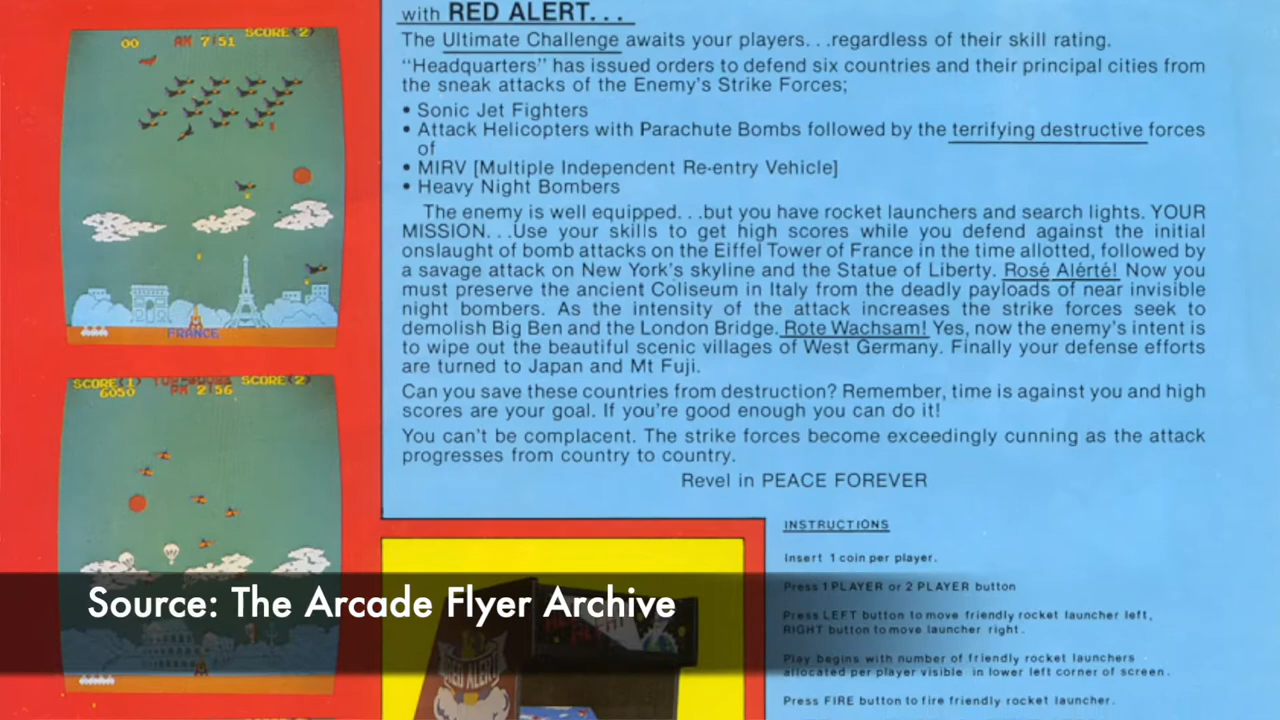 with RED ALERT...
The Ultimate Challenge awaits your players...regardless of their skill rating.
"Headquarters" has issued orders to defend six countries and their principal cities from
the sneak attacks of the Enemy's Strike Forces;
• Sonic Jet Fighters
• Attack Helicopters with Parachute Bombs followed by the terrifying destructive forces
of
• MIRV [Multiple Independent Re-entry Vehicle]
• Heavy Night Bombers
The enemy is well equipped...but you have rocket launchers and search lights. YOUR
MISSION...Use your skills to get high scores while you defend against the initial
onslaught of bomb attacks on the Eiffel Tower of France in the time allotted, followed by
a savage attack on New York's skyline and the Statue of Liberty. Rosé Alèrté! Now you
must preserve the ancient Coliseum in Italy from the deadly payloads of near invisible
night bombers. As the intensity of the attack increases the strike forces seek to
demolish Big Ben and the London Bridge. Rote Wachsam! Yes, now the enemy's intent is
to wipe out the beautiful scenic villages of West Germany. Finally your defense efforts
are turned to Japan and Mt Fuji.
Can you save these countries from destruction? Remember, time is against you and high
scores are your goal. If you're good enough you can do it!
You can't be complacent. The strike forces become exceedingly cunning as the attack
progresses from country to country.
Revel in PEACE FOREVER
INSTRUCTIONS
Insert 1 coin per player.
Press 1 PLAYER or 2 PLAYER button
Press LEFT button to move friendly rocket launcher left,
RIGHT button to move launcher right.
Play begins with number of friendly rocket launchers
allocated per player visible in lower left corner of screen.
Press FIRE button to fire friendly rocket launcher.
SCORE(2)
00 AM 7:51
FRANCE
SCORE(1) SCORE(2)
6050 PM 2:56
RED ALERT
Source: The Arcade Flyer Archive